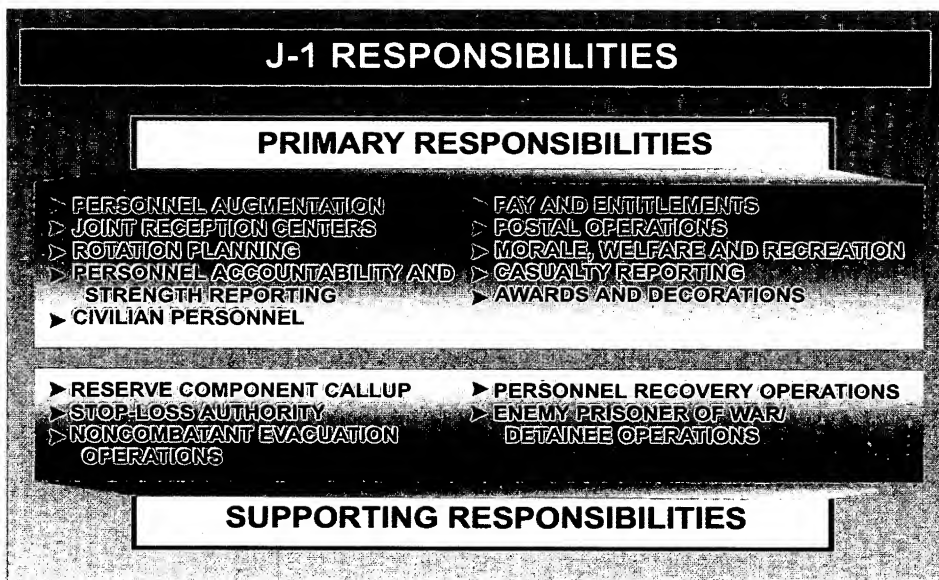 J-1 RESPONSIBILITIES
PRIMARY RESPONSIBILITIES
➤ PERSONNEL AUGMENTATION
➤ JOINT RECEPTION CENTERS
➤ ROTATION PLANNING
➤ PERSONNEL ACCOUNTABILITY AND
STRENGTH REPORTING
➤ CIVILIAN PERSONNEL
➤ PAY AND ENTITLEMENTS
➤ POSTAL OPERATIONS
➤ MORALE, WELFARE AND RECREATION
➤ CASUALTY REPORTING
➤ AWARDS AND DECORATIONS
➤ RESERVE COMPONENT CALLUP
➤ STOP-LOSS AUTHORITY
➤ NONCOMBATANT EVACUATION
OPERATIONS
➤ PERSONNEL RECOVERY OPERATIONS
➤ ENEMY PRISONER OF WAR/
DETAINEE OPERATIONS
SUPPORTING RESPONSIBILITIES